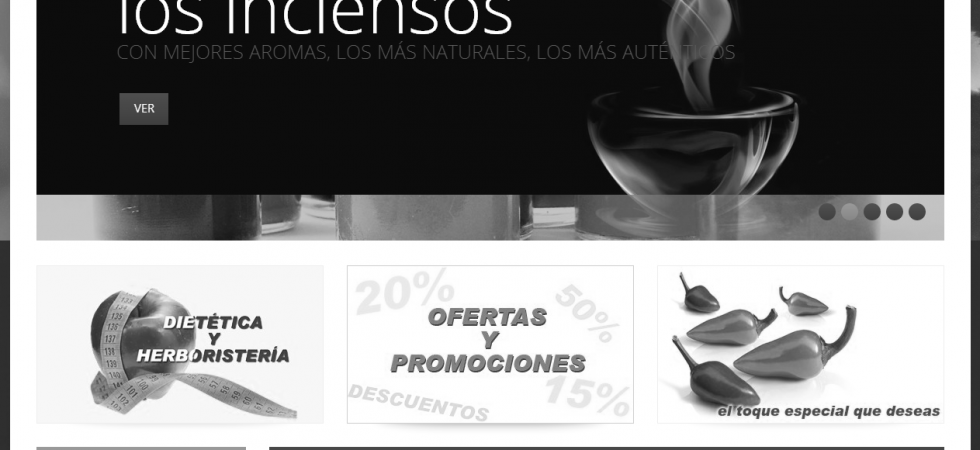 los inciensos
CON MEJORES AROMAS, LOS MÁS NATURALES, LOS MÁS AUTÉNTICOS
VER
DIETÉTICA
Y
HERBORISTERÍA
20%
50%
OFERTAS
Y
PROMOCIONES
DESCUENTOS
15%
el toque especial que deseas